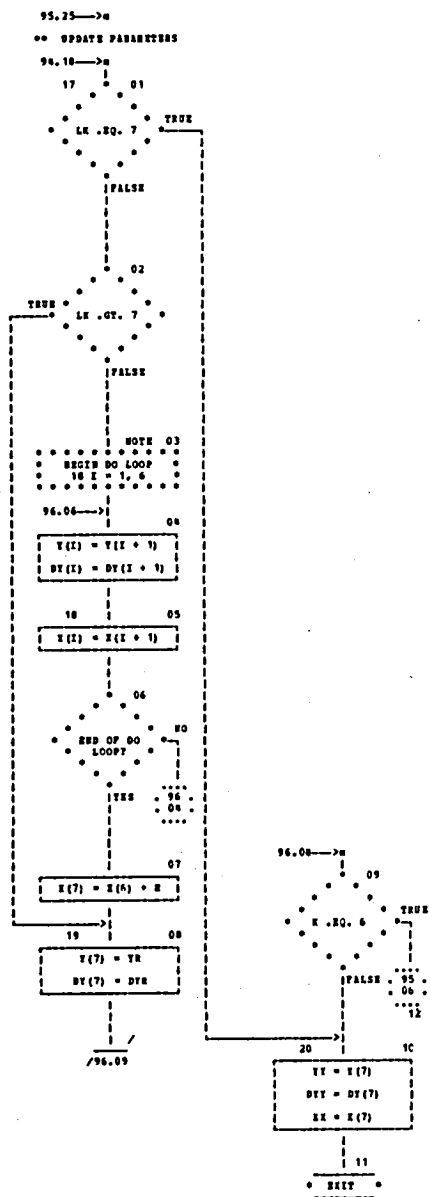 95.25--->*
** UPDATE PARAMETERS
94.18--->*
17 01
LK .EQ. 7
TRUE
FALSE
02
TRUE
LK .GT. 7
FALSE
NOTE 03
BEGIN DO LOOP
18 I = 1, 6
96.06--->
04
Y(I) = Y(I + 1)
DY(I) = DY(I + 1)
18 05
X(I) = X(I + 1)
06
NO
END OF DO
LOOP?
YES
96
04
07
X(7) = X(6) + H
19 08
Y(7) = YR
DY(7) = DYR
/
/96.09
96.08--->*
09
TRUE
K .EQ. 6
FALSE
95
06
12
20 10
YY = Y(7)
DYY = DY(7)
XX = X(7)
11
* EXIT *